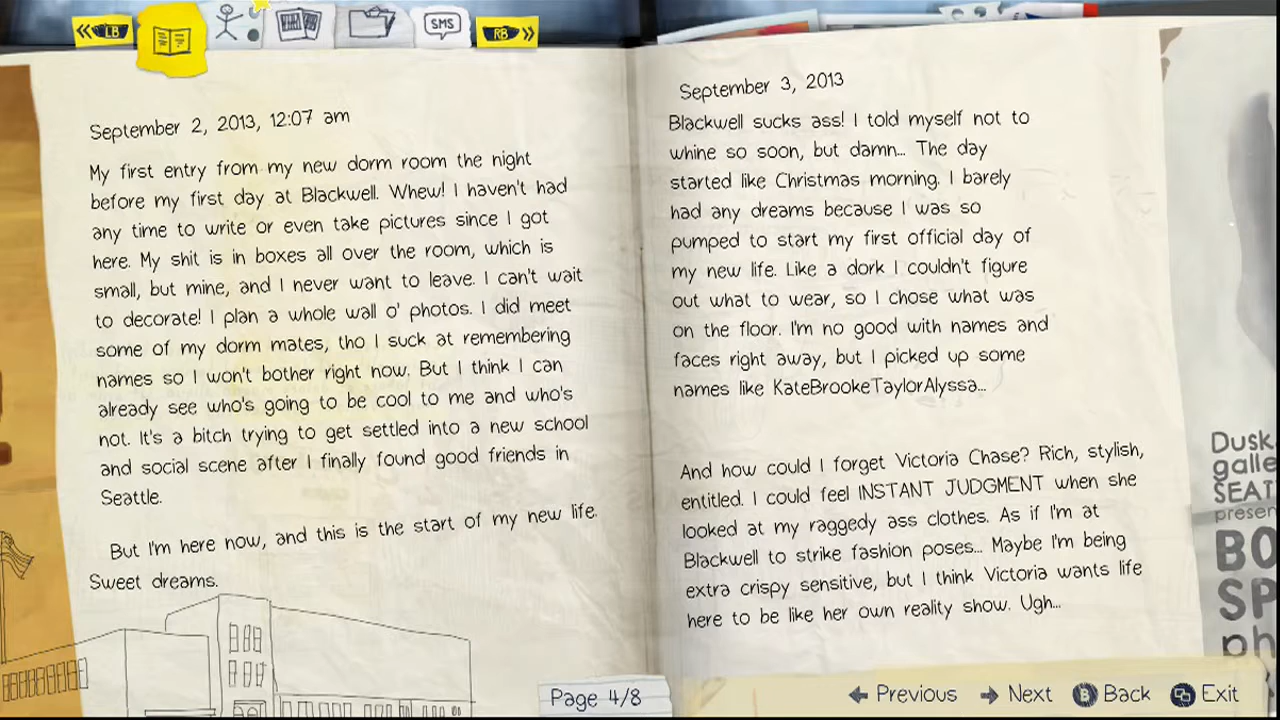 LB
SMS
RB
September 2, 2013, 12:07 am
My first entry from my new dorm room the night
before my first day at Blackwell. Whew! I haven't had
any time to write or even take pictures since I got
here. My shit is in boxes all over the room, which is
small, but mine, and I never want to leave. I can't wait
to decorate! I plan a whole wall o' photos. I did meet
some of my dorm mates, tho I suck at remembering
names so I won't bother right now. But I think I can
already see who's going to be cool to me and who's
not. It's a bitch trying to get settled into a new school
and social scene after I finally found good friends in
Seattle.
But I'm here now, and this is the start of my new life.
Sweet dreams.
September 3, 2013
Blackwell sucks ass! I told myself not to
whine so soon, but damn... The day
started like Christmas morning. I barely
had any dreams because I was so
pumped to start my first official day of
my new life. Like a dork I couldn't figure
out what to wear, so I chose what was
on the floor. I'm no good with names and
faces right away, but I picked up some
names like KateBrookeTaylorAlyssa...
And how could I forget Victoria Chase? Rich, stylish,
entitled. I could feel INSTANT JUDGMENT when she
looked at my raggedy ass clothes. As if I'm at
Blackwell to strike fashion poses... Maybe I'm being
extra crispy sensitive, but I think Victoria wants life
here to be like her own reality show. Ugh...
Dusk
galle
SEAT
presen
BO
SP
ph
Page 4/8
Previous
Next
B Back
Exit